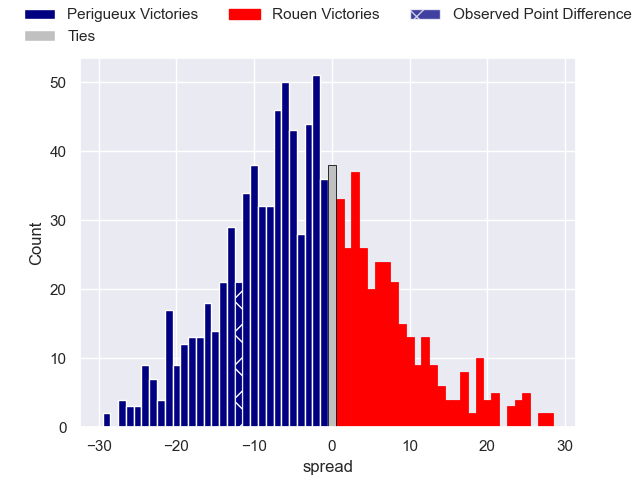 Perigueux Victories Rouen Victories Observed Point Difference
Ties
50
40
30
20
10
0
Count
−30 −20 −10 0 10 20 30
spread